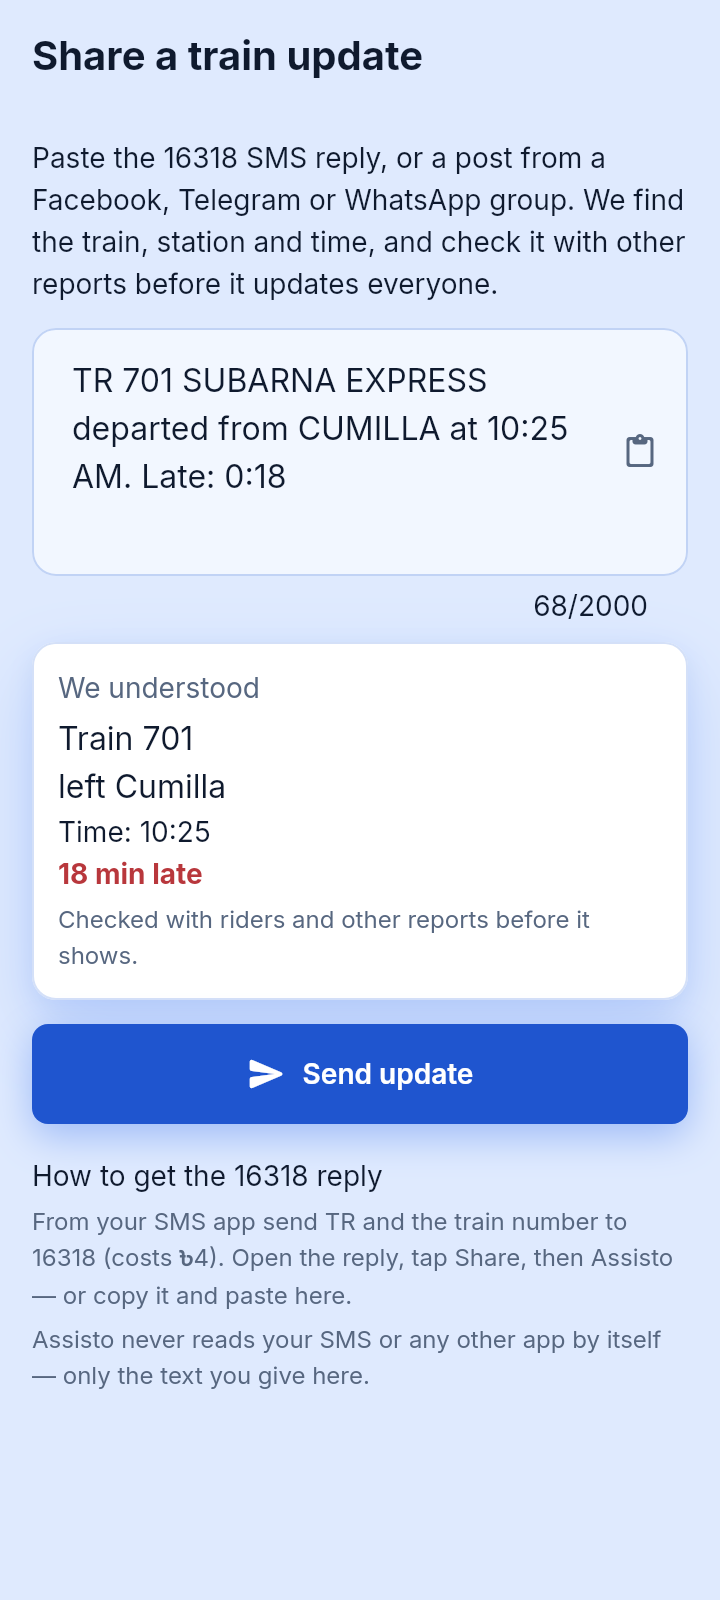 Share a train update
Paste the 16318 SMS reply, or a post from a
Facebook, Telegram or WhatsApp group. We find
the train, station and time, and check it with other
reports before it updates everyone.
TR 701 SUBARNA EXPRESS
departed from CUMILLA at 10:25
AM. Late: 0:18
68/2000
We understood
Train 701
left Cumilla
Time: 10:25
18 min late
Checked with riders and other reports before it
shows.
Send update
How to get the 16318 reply
From your SMS app send TR and the train number to
16318 (costs ৳4). Open the reply, tap Share, then Assisto
— or copy it and paste here.
Assisto never reads your SMS or any other app by itself
— only the text you give here.